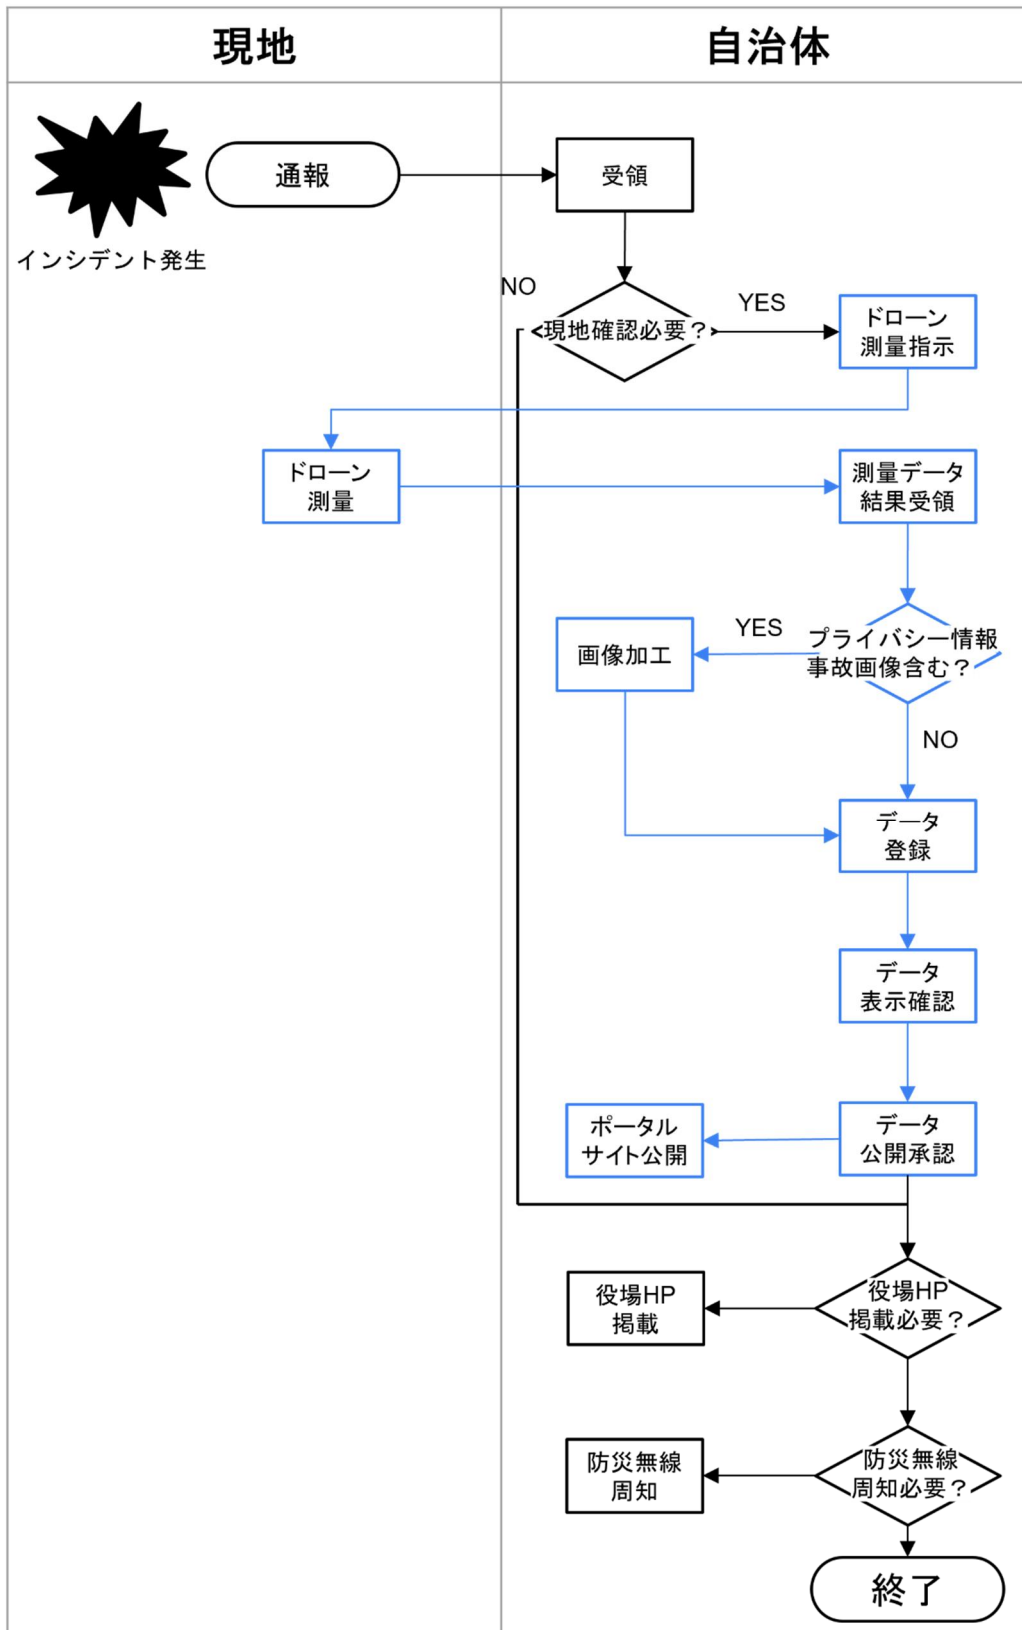 現地
自治体
通報
受領
インシデント発生
NO
YES
現地確認必要？
ドローン
測量指示
ドローン
測量
測量データ
結果受領
YES
プライバシー情報
事故画像含む？
画像加工
NO
データ
登録
データ
表示確認
ポータル
サイト公開
データ
公開承認
役場HP
掲載
役場HP
掲載必要？
防災無線
周知
防災無線
周知必要？
終了